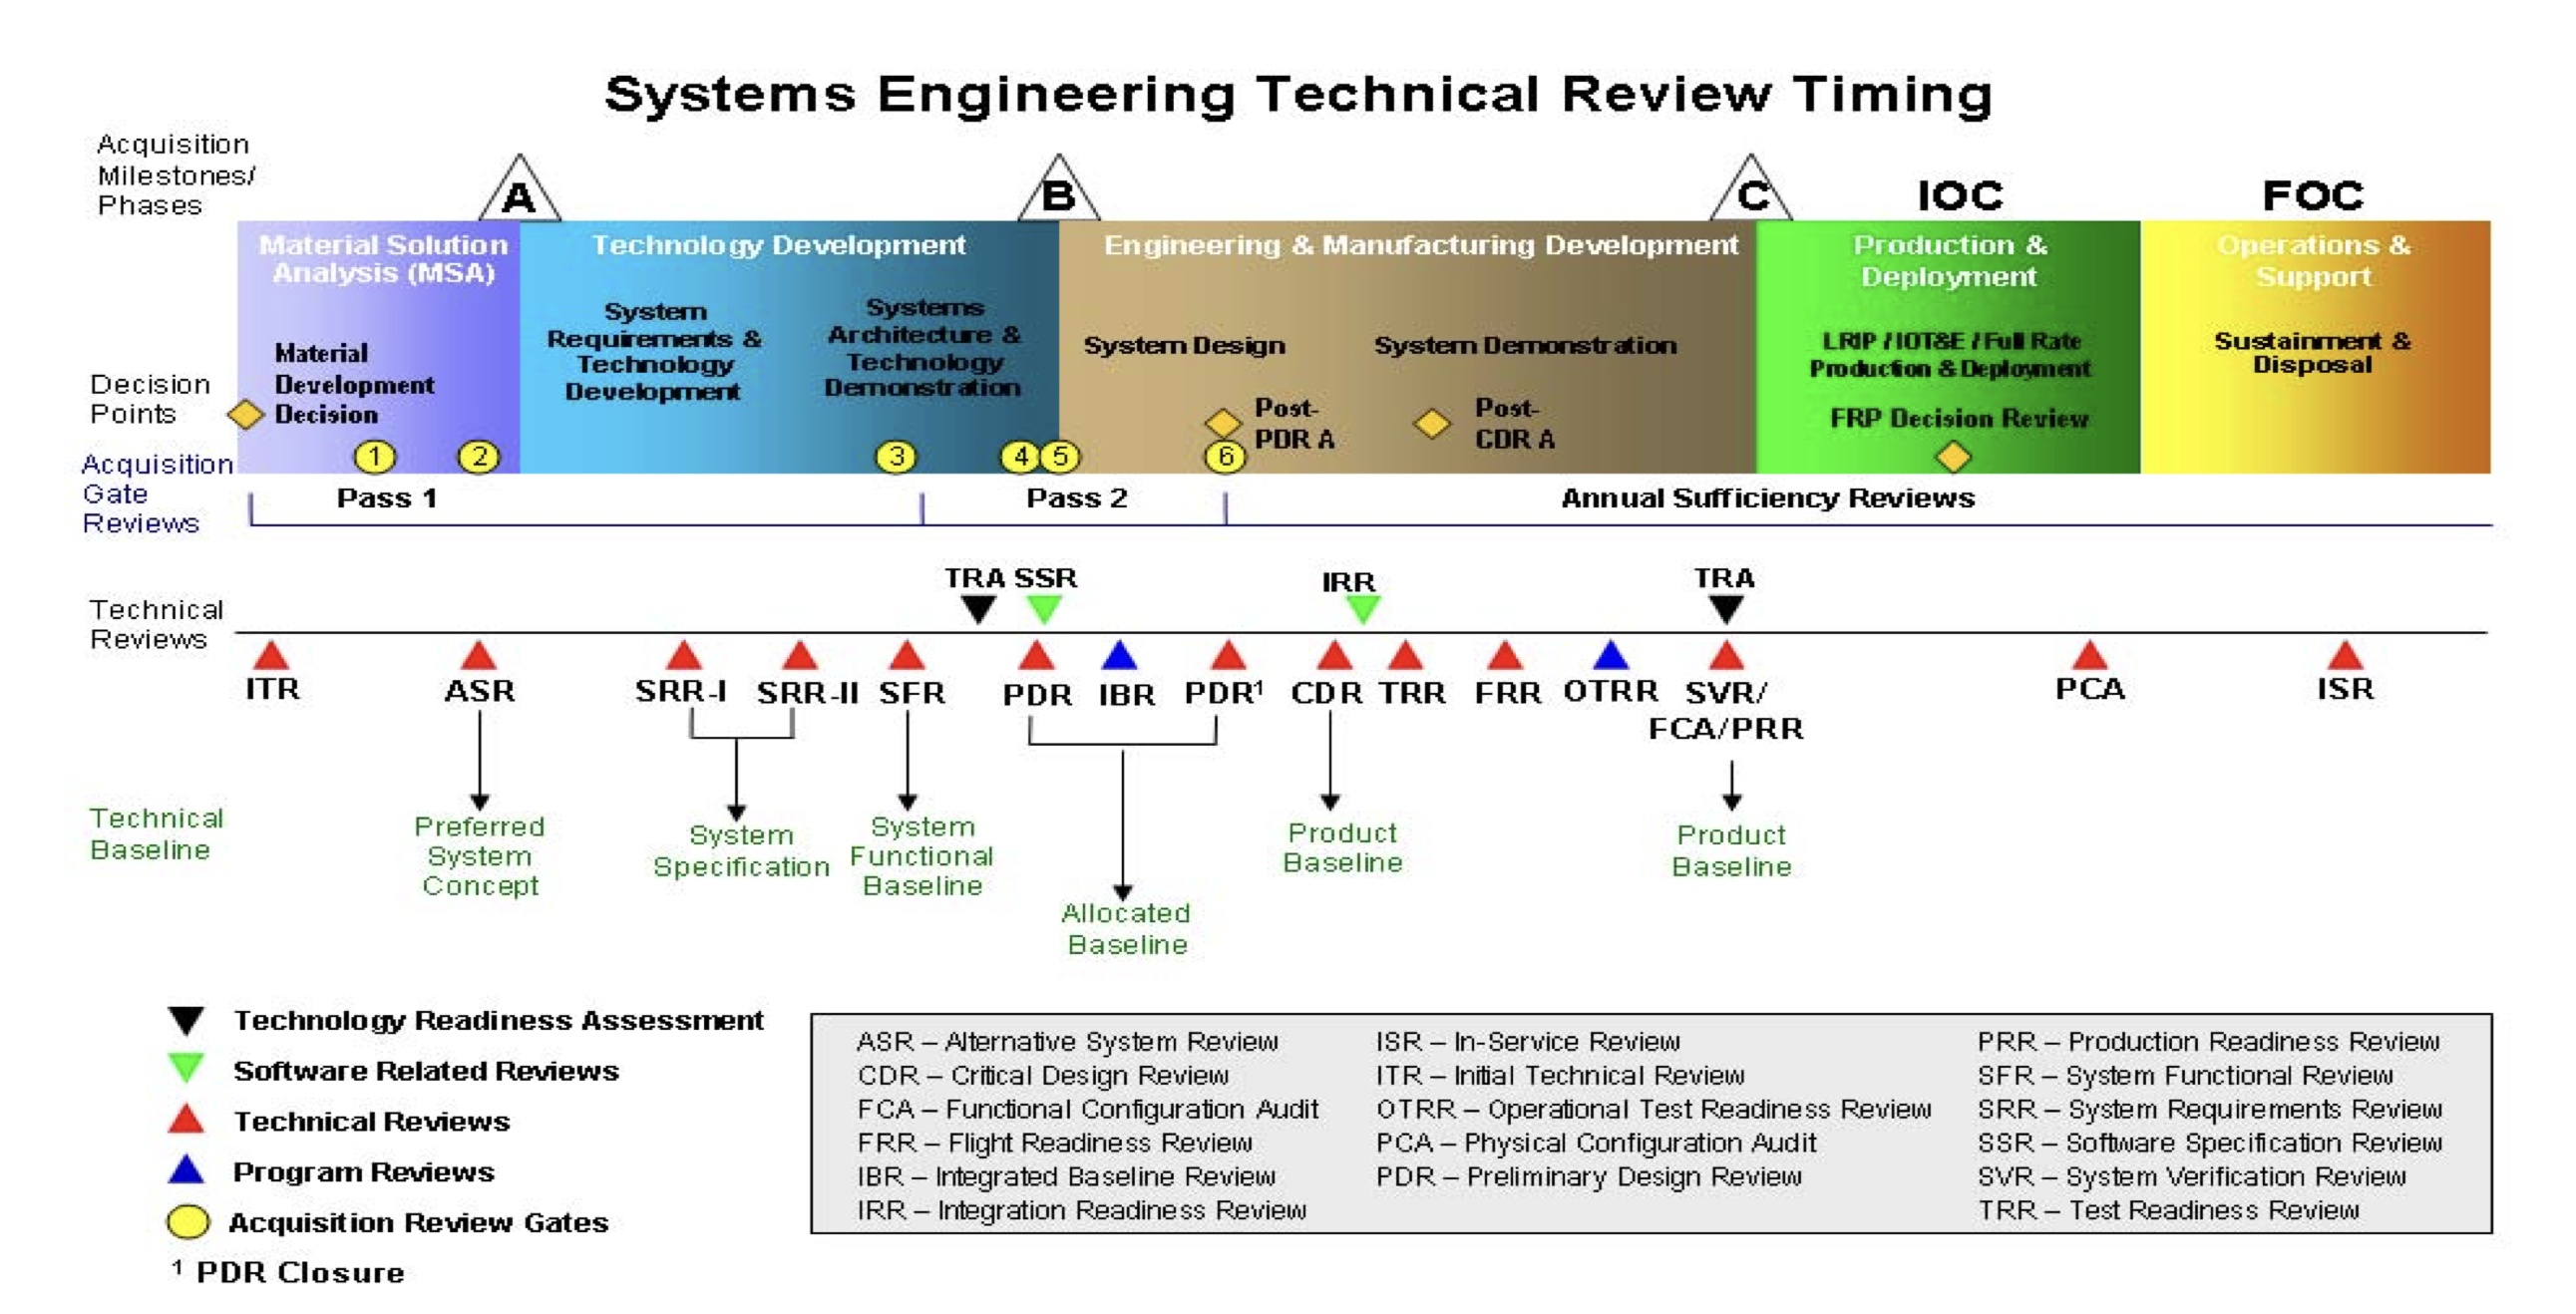 Systems Engineering Technical Review Timing
Acquisition
Milestones/
Phases
A
B
C
IOC
FOC
Material Solution
Analysis (MSA)
Technology Development
Engineering & Manufacturing Development
Production &
Deployment
Operations &
Support
Material
Development
Decision
System
Requirements &
Technology
Development
Systems
Architecture &
Technology
Demonstration
System Design
System Demonstration
LRIP / IOT&E / Full Rate
Production & Deployment
Sustainment &
Disposal
Decision
Points
Post-
PDR A
Post-
CDR A
FRP Decision Review
Acquisition
Gate
Reviews
1
2
3
4
5
6
Pass 1
Pass 2
Annual Sufficiency Reviews
TRA
SSR
IRR
TRA
Technical
Reviews
ITR
ASR
SRR-I
SRR-II
SFR
PDR
IBR
PDR¹
CDR
TRR
FRR
OTRR
SVR/
FCA/PRR
PCA
ISR
Technical
Baseline
Preferred
System
Concept
System
Specification
System
Functional
Baseline
Allocated
Baseline
Product
Baseline
Product
Baseline
Technology Readiness Assessment
Software Related Reviews
Technical Reviews
Program Reviews
Acquisition Review Gates
¹ PDR Closure
ASR – Alternative System Review
CDR – Critical Design Review
FCA – Functional Configuration Audit
FRR – Flight Readiness Review
IBR – Integrated Baseline Review
IRR – Integration Readiness Review
ISR – In-Service Review
ITR – Initial Technical Review
OTRR – Operational Test Readiness Review
PCA – Physical Configuration Audit
PDR – Preliminary Design Review
PRR – Production Readiness Review
SFR – System Functional Review
SRR – System Requirements Review
SSR – Software Specification Review
SVR – System Verification Review
TRR – Test Readiness Review